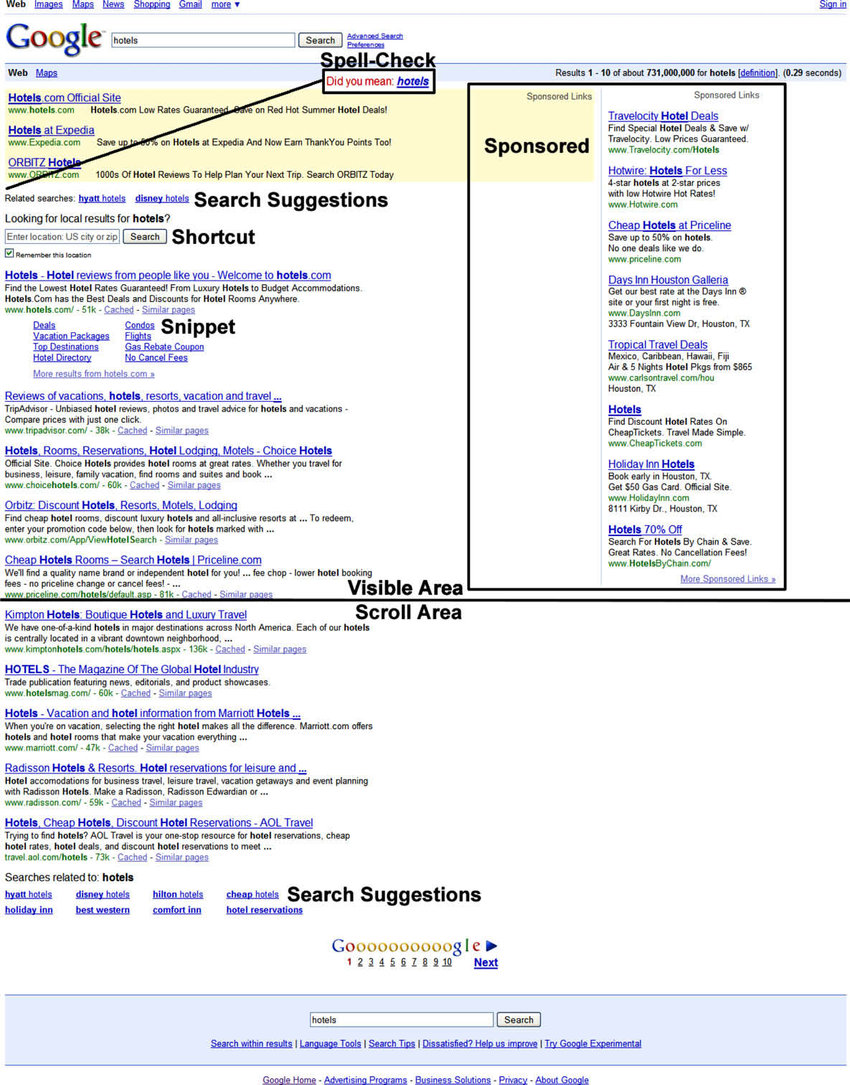 Web Images Maps News Shopping Gmail more ▼ Sign in
Google hotels Search Advanced Search
Preferences
Spell-Check
Web Maps Results 1 - 10 of about 731,000,000 for hotels [definition]. (0.29 seconds)
Did you mean: hotels
Sponsored Links
Hotels.com Official Site
www.hotels.com Hotels.com Low Rates Guaranteed. Save on Red Hot Summer Hotel Deals!
Hotels at Expedia
www.Expedia.com Save up to 50% on Hotels at Expedia And Now Earn ThankYou Points Too!
ORBITZ Hotels
www.ORBITZ.com 1000s Of Hotel Reviews To Help Plan Your Next Trip. Search ORBITZ Today
Sponsored
Related searches: hyatt hotels disney hotels Search Suggestions
Looking for local results for hotels?
Enter location: US city or zip Search Shortcut
Remember this location
Hotels - Hotel reviews from people like you - Welcome to hotels.com
Find the Lowest Hotel Rates Guaranteed! From Luxury Hotels to Budget Accommodations.
Hotels.Com has the Best Deals and Discounts for Hotel Rooms Anywhere.
www.hotels.com/ - 51k - Cached - Similar pages
Deals Condos Snippet
Vacation Packages Flights
Top Destinations Gas Rebate Coupon
Hotel Directory No Cancel Fees
More results from hotels.com »
Reviews of vacations, hotels, resorts, vacation and travel ...
TripAdvisor - Unbiased hotel reviews, photos and travel advice for hotels and vacations -
Compare prices with just one click.
www.tripadvisor.com/ - 38k - Cached - Similar pages
Hotels, Rooms, Reservations, Hotel Lodging, Motels - Choice Hotels
Official Site. Choice Hotels provides hotel rooms at great rates. Whether you travel for
business, leisure, family vacation, find rooms and suites and book ...
www.choicehotels.com/ - 60k - Cached - Similar pages
Orbitz: Discount Hotels, Resorts, Motels, Lodging
Find cheap hotel rooms, discount luxury hotels and all-inclusive resorts at ... To redeem,
enter your promotion code below, then look for hotels marked with ...
www.orbitz.com/App/ViewHotelSearch - Similar pages
Cheap Hotels Rooms – Search Hotels | Priceline.com
We'll find a quality name brand or independent hotel for you! ... fee chop - lower hotel booking
fees - no priceline change or cancel fees! - ...
www.priceline.com/hotels/default.asp - 81k - Cached - Similar pages
Visible Area
Sponsored Links
Travelocity Hotel Deals
Find Special Hotel Deals & Save w/
Travelocity. Low Prices Guaranteed.
www.Travelocity.com/Hotels
Hotwire: Hotels For Less
4-star hotels at 2-star prices
with low Hotwire Hot Rates!
www.Hotwire.com
Cheap Hotels at Priceline
Save up to 50% on hotels.
No one deals like we do.
www.priceline.com
Days Inn Houston Galleria
Get our best rate at the Days Inn ®
site or your first night is free.
www.DaysInn.com
3333 Fountain View Dr, Houston, TX
Tropical Travel Deals
Mexico, Caribbean, Hawaii, Fiji
Air & 5 Nights Hotel Pkgs from $865
www.carlsontravel.com/hou
Houston, TX
Hotels
Find Discount Hotel Rates On
CheapTickets. Travel Made Simple.
www.CheapTickets.com
Holiday Inn Hotels
Book early in Houston, TX.
Get $50 Gas Card. Official Site.
www.HolidayInn.com
8111 Kirby Dr., Houston, TX
Hotels 70% Off
Search For Hotels By Chain & Save.
Great Rates. No Cancellation Fees!
www.HotelsByChain.com/
More Sponsored Links »
Scroll Area
Kimpton Hotels: Boutique Hotels and Luxury Travel
We have one-of-a-kind hotels in major destinations across North America. Each of our hotels
is centrally located in a vibrant downtown neighborhood, ...
www.kimptonhotels.com/hotels/hotels.aspx - 136k - Cached - Similar pages
HOTELS - The Magazine Of The Global Hotel Industry
Trade publication featuring news, editorials, and product showcases.
www.hotelsmag.com/ - 60k - Cached - Similar pages
Hotels - Vacation and hotel information from Marriott Hotels ...
When you're on vacation, selecting the right hotel makes all the difference. Marriott.com offers
hotels and hotel rooms that make your vacation everything ...
www.marriott.com/ - 47k - Cached - Similar pages
Radisson Hotels & Resorts. Hotel reservations for leisure and ...
Hotel accomodations for business travel, leisure travel, vacation getaways and event planning
with Radisson Hotels. Make a Radisson, Radisson Edwardian or ...
www.radisson.com/ - 59k - Cached - Similar pages
Hotels, Cheap Hotels, Discount Hotel Reservations - AOL Travel
Trying to find hotels? AOL Travel is your one-stop resource for hotel reservations, cheap
hotel rates, hotel deals, and discount hotel reservations to meet ...
travel.aol.com/hotels - 73k - Cached - Similar pages
Searches related to: hotels
hyatt hotels disney hotels hilton hotels cheap hotels Search Suggestions
holiday inn best western comfort inn hotel reservations
Goooooooooogle
1 2 3 4 5 6 7 8 9 10 Next
hotels Search
Search within results | Language Tools | Search Tips | Dissatisfied? Help us improve | Try Google Experimental
Google Home - Advertising Programs - Business Solutions - Privacy - About Google